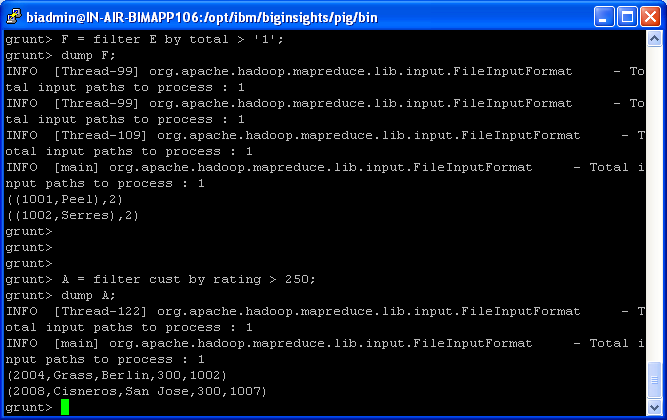 biadmin@IN-AIR-BIMAPP106:/opt/ibm/biginsights/pig/bin
grunt> F = filter E by total > '1';
grunt> dump F;
INFO  [Thread-99] org.apache.hadoop.mapreduce.lib.input.FileInputFormat     - To
tal input paths to process : 1
INFO  [Thread-99] org.apache.hadoop.mapreduce.lib.input.FileInputFormat     - To
tal input paths to process : 1
INFO  [Thread-109] org.apache.hadoop.mapreduce.lib.input.FileInputFormat     - T
otal input paths to process : 1
INFO  [main] org.apache.hadoop.mapreduce.lib.input.FileInputFormat     - Total i
nput paths to process : 1
((1001,Peel),2)
((1002,Serres),2)
grunt>
grunt>
grunt>
grunt> A = filter cust by rating > 250;
grunt> dump A;
INFO  [Thread-122] org.apache.hadoop.mapreduce.lib.input.FileInputFormat     - T
otal input paths to process : 1
INFO  [main] org.apache.hadoop.mapreduce.lib.input.FileInputFormat     - Total i
nput paths to process : 1
(2004,Grass,Berlin,300,1002)
(2008,Cisneros,San Jose,300,1007)
grunt>